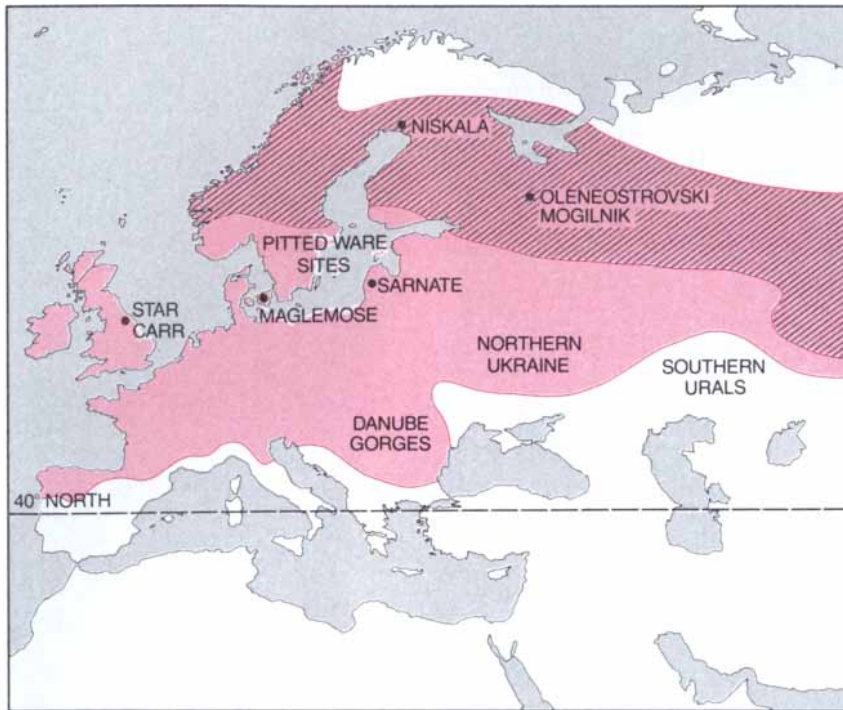 NISKALA
OLENEOSTROVSKI
MOGILNIK
PITTED WARE
SITES
SARNATE
STAR
CARR
MAGLEMOSE
NORTHERN
UKRAINE
SOUTHERN
URALS
DANUBE
GORGES
40° NORTH